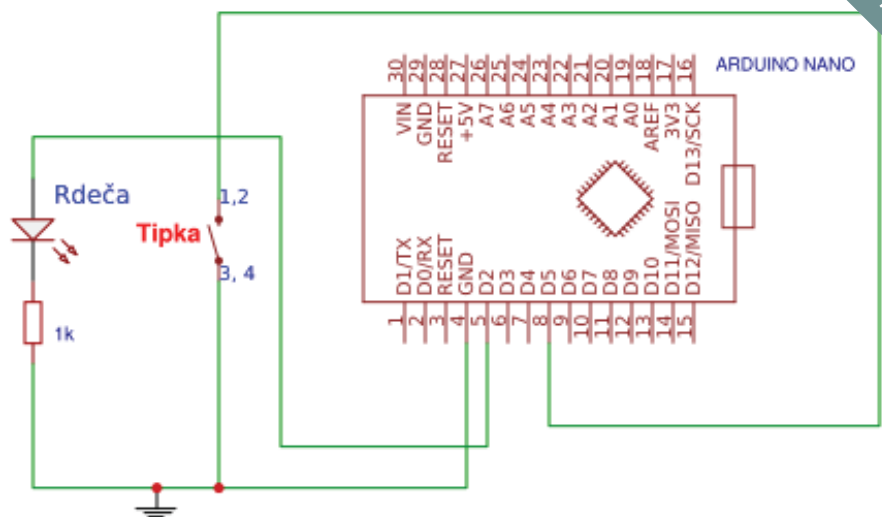 ARDUINO NANO
30 29 28 27 26 25 24 23 22 21 20 19 18 17 16
VIN GND RESET +5V A7 A6 A5 A4 A3 A2 A1 A0 AREF 3V3 D13/SCK
Rdeča
1,2
Tipka
3, 4
1k
D1/TX D0/RX RESET GND D2 D3 D4 D5 D6 D7 D8 D9 D10 D11/MOSI D12/MISO
1 2 3 4 5 6 7 8 9 10 11 12 13 14 15